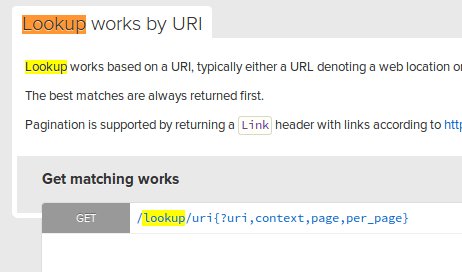 Lookup works by URI
Lookup works based on a URI, typically either a URL denoting a web location or
The best matches are always returned first.
Pagination is supported by returning a Link header with links according to
Get matching works
GET /lookup/uri{?uri,context,page,per_page}